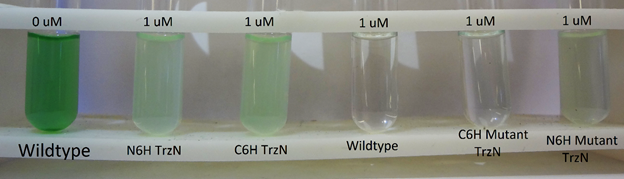 0 uM 1 uM 1 uM 1 uM 1 uM 1 uM
Wildtype N6H TrzN C6H TrzN Wildtype C6H Mutant TrzN N6H Mutant TrzN